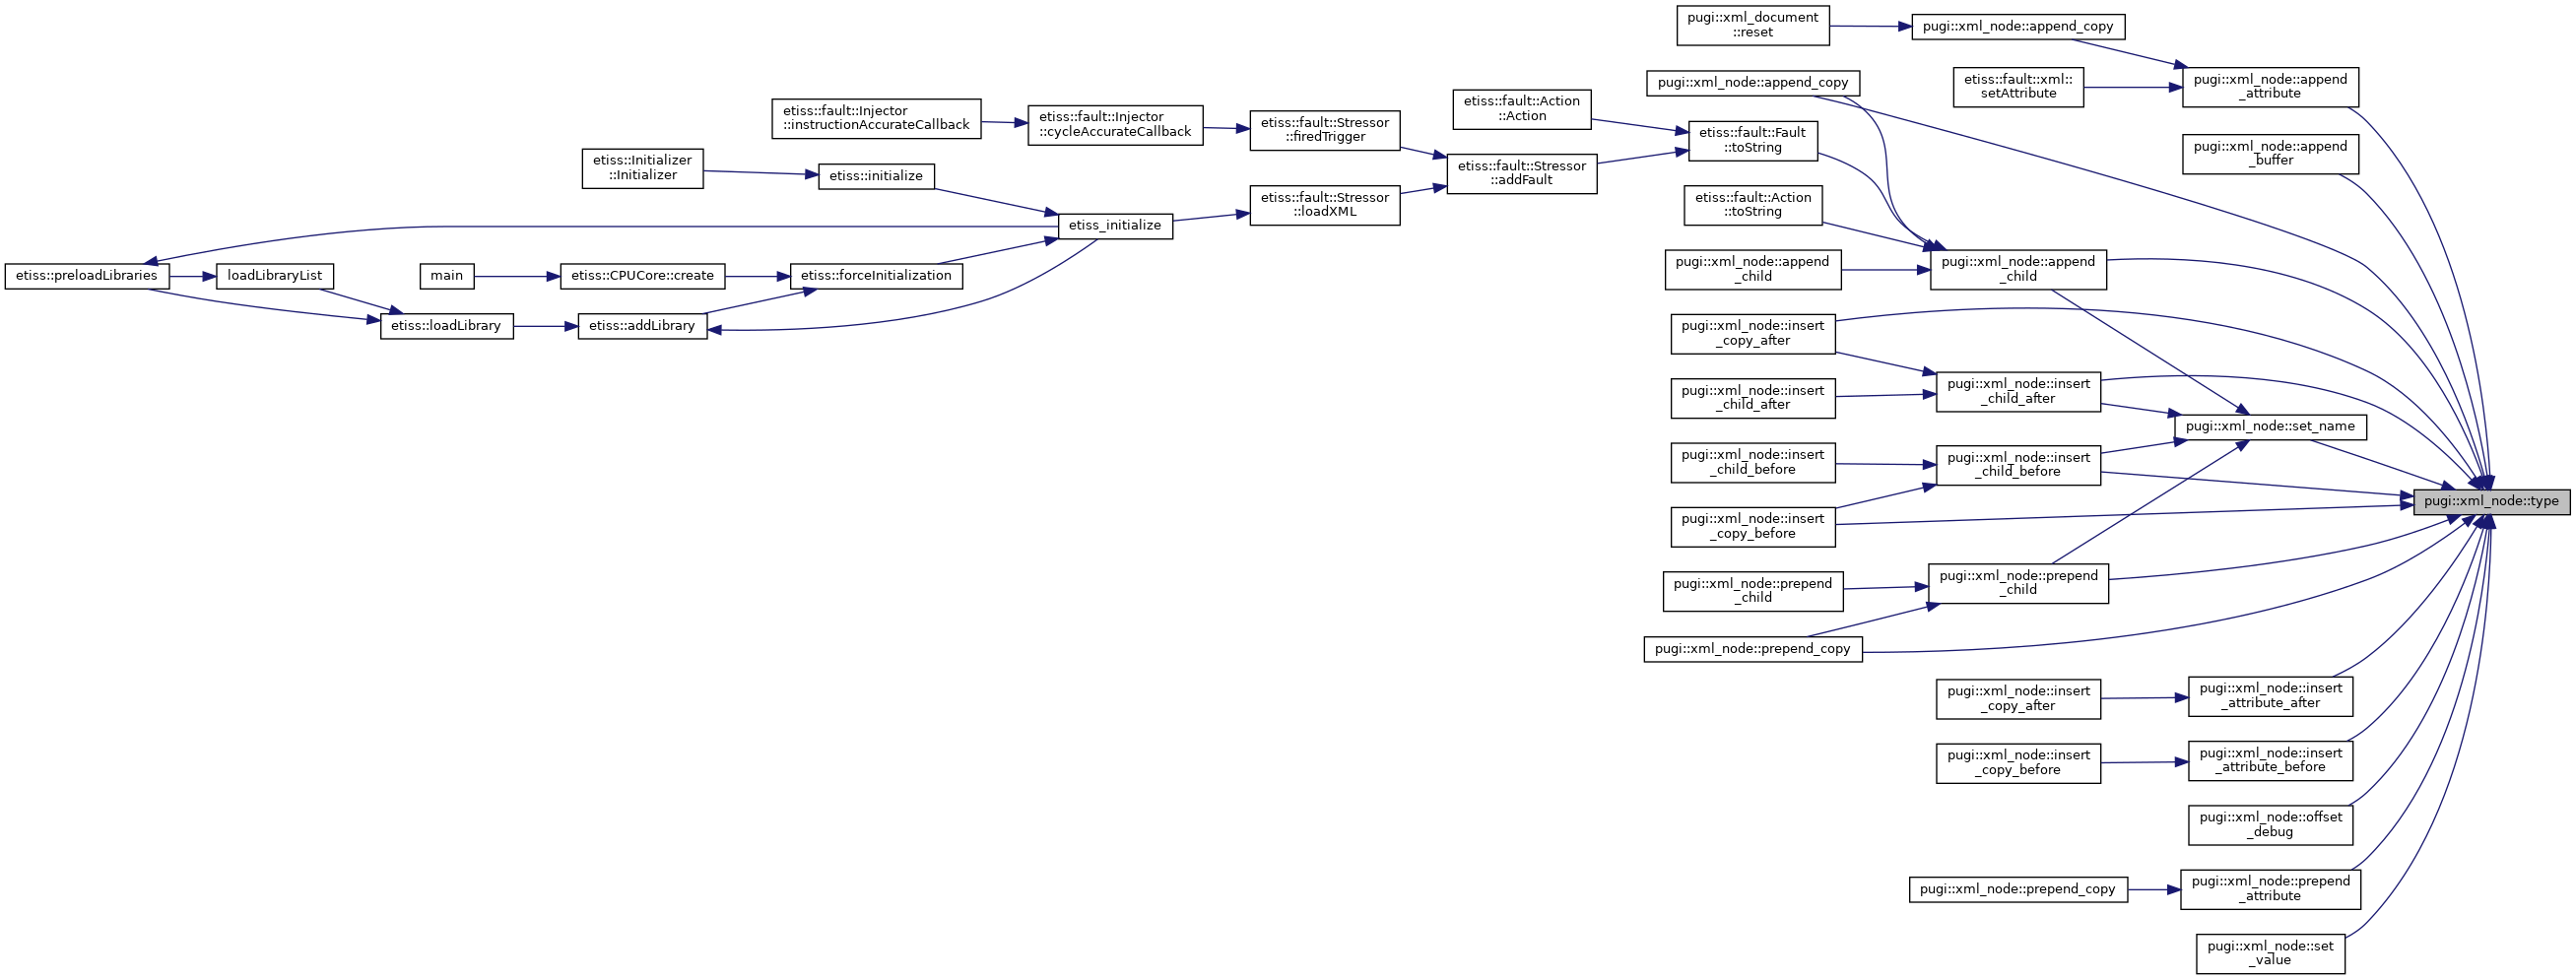 pugi::xml_document
::reset
pugi::xml_node::append_copy
pugi::xml_node::append_copy
etiss::fault::xml::
setAttribute
pugi::xml_node::append
_attribute
etiss::fault::Injector
::instructionAccurateCallback
etiss::fault::Injector
::cycleAccurateCallback
etiss::fault::Stressor
::firedTrigger
etiss::fault::Action
::Action
etiss::fault::Fault
::toString
pugi::xml_node::append
_buffer
etiss::Initializer
::Initializer
etiss::initialize
etiss::fault::Stressor
::addFault
etiss::fault::Stressor
::loadXML
etiss::fault::Action
::toString
etiss_initialize
etiss::preloadLibraries
loadLibraryList
main
etiss::CPUCore::create
etiss::forceInitialization
pugi::xml_node::append
_child
pugi::xml_node::append
_child
etiss::loadLibrary
etiss::addLibrary
pugi::xml_node::insert
_copy_after
pugi::xml_node::insert
_child_after
pugi::xml_node::insert
_child_after
pugi::xml_node::set_name
pugi::xml_node::insert
_child_before
pugi::xml_node::insert
_child_before
pugi::xml_node::type
pugi::xml_node::insert
_copy_before
pugi::xml_node::prepend
_child
pugi::xml_node::prepend
_child
pugi::xml_node::prepend_copy
pugi::xml_node::insert
_copy_after
pugi::xml_node::insert
_attribute_after
pugi::xml_node::insert
_copy_before
pugi::xml_node::insert
_attribute_before
pugi::xml_node::offset
_debug
pugi::xml_node::prepend_copy
pugi::xml_node::prepend
_attribute
pugi::xml_node::set
_value